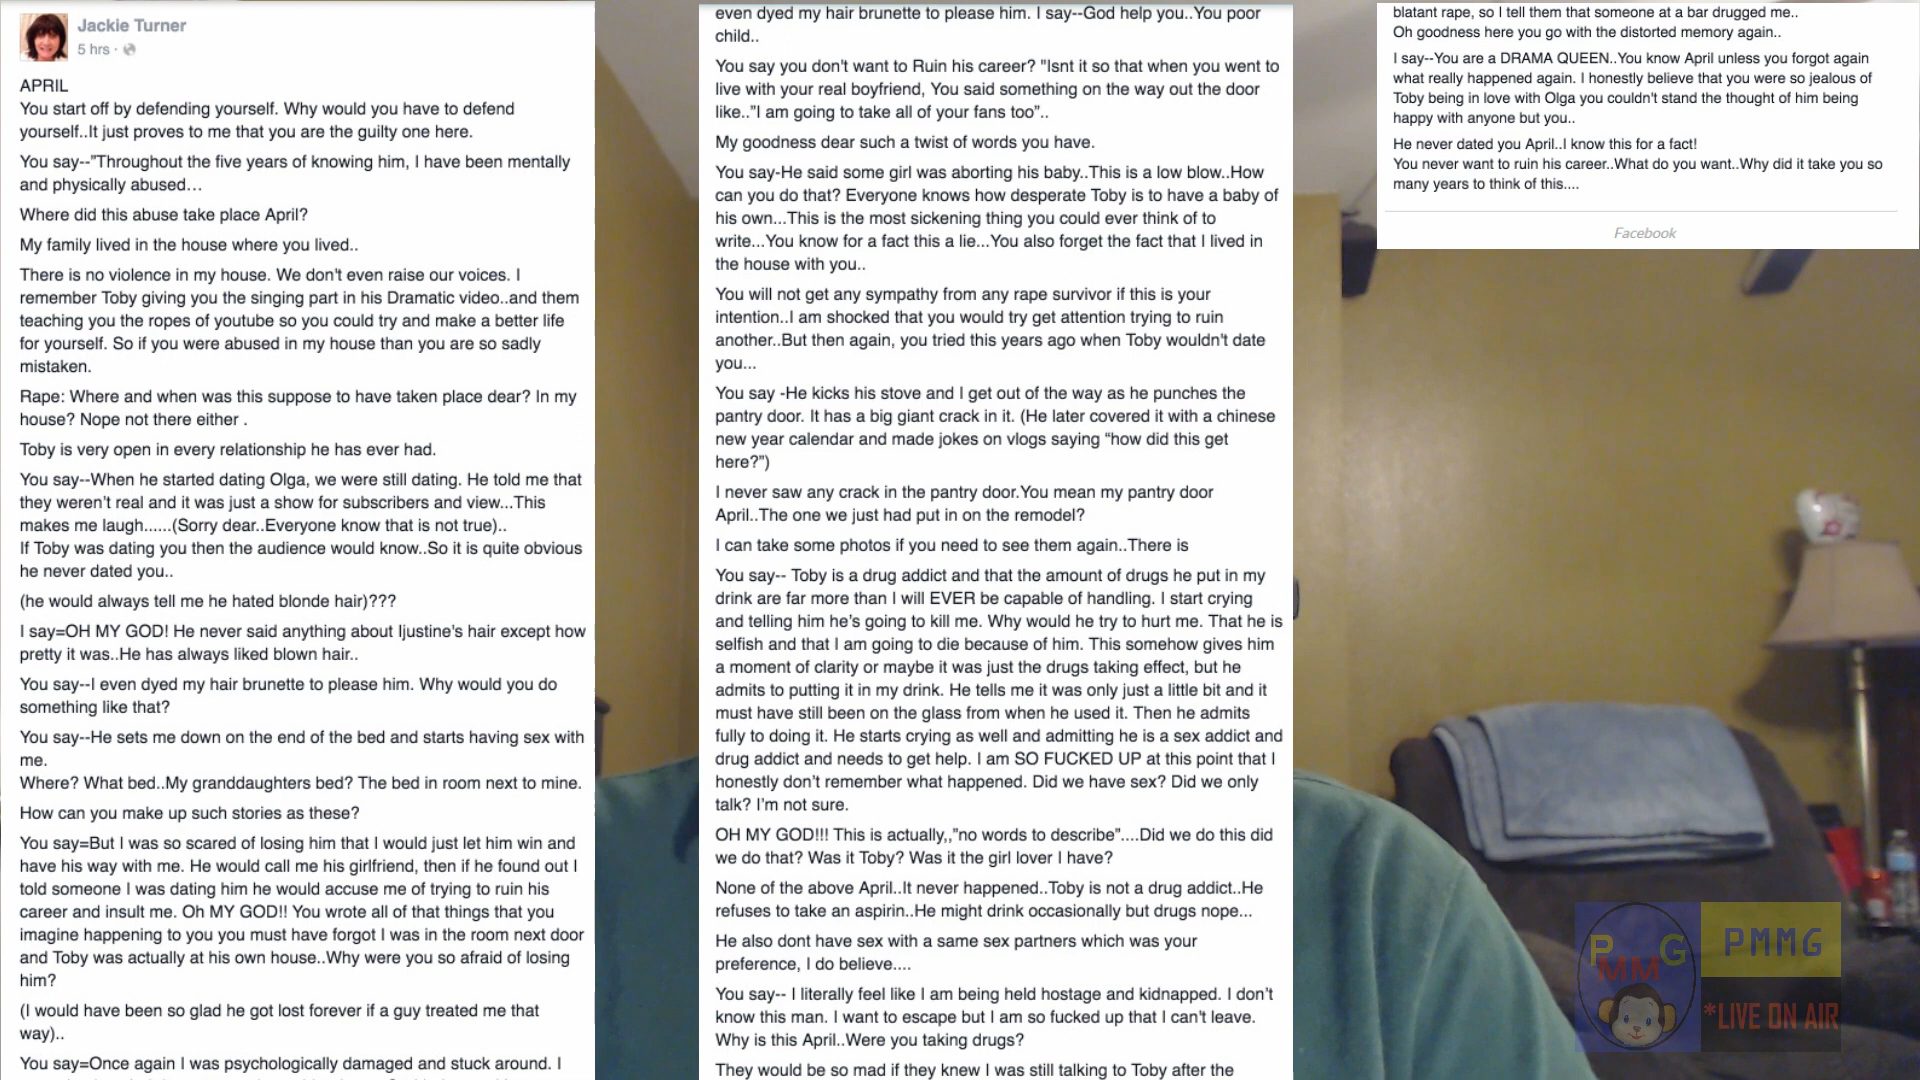 Jackie Turner
5 hrs ·
APRIL
You start off by defending yourself. Why would you have to defend
yourself..It just proves to me that you are the guilty one here.
You say--"Throughout the five years of knowing him, I have been mentally
and physically abused…
Where did this abuse take place April?
My family lived in the house where you lived..
There is no violence in my house. We don't even raise our voices. I
remember Toby giving you the singing part in his Dramatic video..and them
teaching you the ropes of youtube so you could try and make a better life
for yourself. So if you were abused in my house than you are so sadly
mistaken.
Rape: Where and when was this suppose to have taken place dear? In my
house? Nope not there either .
Toby is very open in every relationship he has ever had.
You say--When he started dating Olga, we were still dating. He told me that
they weren't real and it was just a show for subscribers and view...This
makes me laugh......(Sorry dear..Everyone know that is not true)..
If Toby was dating you then the audience would know..So it is quite obvious
he never dated you..
(he would always tell me he hated blonde hair)???
I say=OH MY GOD! He never said anything about Ijustine's hair except how
pretty it was..He has always liked blown hair..
You say--I even dyed my hair brunette to please him. Why would you do
something like that?
You say--He sets me down on the end of the bed and starts having sex with
me.
Where? What bed..My granddaughters bed? The bed in room next to mine.
How can you make up such stories as these?
You say=But I was so scared of losing him that I would just let him win and
have his way with me. He would call me his girlfriend, then if he found out I
told someone I was dating him he would accuse me of trying to ruin his
career and insult me. Oh MY GOD!! You wrote all of that things that you
imagine happening to you you must have forgot I was in the room next door
and Toby was actually at his own house..Why were you so afraid of losing
him?
(I would have been so glad he got lost forever if a guy treated me that
way)..
You say=Once again I was psychologically damaged and stuck around. I
even dyed my hair brunette to please him. I say--God help you..You poor
child..
You say you don't want to Ruin his career? "Isnt it so that when you went to
live with your real boyfriend, You said something on the way out the door
like.."I am going to take all of your fans too"..
My goodness dear such a twist of words you have.
You say-He said some girl was aborting his baby..This is a low blow..How
can you do that? Everyone knows how desperate Toby is to have a baby of
his own...This is the most sickening thing you could ever think of to
write...You know for a fact this a lie...You also forget the fact that I lived in
the house with you..
You will not get any sympathy from any rape survivor if this is your
intention..I am shocked that you would try get attention trying to ruin
another..But then again, you tried this years ago when Toby wouldn't date
you...
You say -He kicks his stove and I get out of the way as he punches the
pantry door. It has a big giant crack in it. (He later covered it with a chinese
new year calendar and made jokes on vlogs saying "how did this get
here?")
I never saw any crack in the pantry door.You mean my pantry door
April..The one we just had put in on the remodel?
I can take some photos if you need to see them again..There is
You say-- Toby is a drug addict and that the amount of drugs he put in my
drink are far more than I will EVER be capable of handling. I start crying
and telling him he's going to kill me. Why would he try to hurt me. That he is
selfish and that I am going to die because of him. This somehow gives him
a moment of clarity or maybe it was just the drugs taking effect, but he
admits to putting it in my drink. He tells me it was only just a little bit and it
must have still been on the glass from when he used it. Then he admits
fully to doing it. He starts crying as well and admitting he is a sex addict and
drug addict and needs to get help. I am SO FUCKED UP at this point that I
honestly don't remember what happened. Did we have sex? Did we only
talk? I'm not sure.
OH MY GOD!!! This is actually,,"no words to describe"....Did we do this did
we do that? Was it Toby? Was it the girl lover I have?
None of the above April..It never happened..Toby is not a drug addict..He
refuses to take an aspirin..He might drink occasionally but drugs nope...
He also dont have sex with a same sex partners which was your
preference, I do believe....
You say-- I literally feel like I am being held hostage and kidnapped. I don't
know this man. I want to escape but I am so fucked up that I can't leave.
Why is this April..Were you taking drugs?
They would be so mad if they knew I was still talking to Toby after the
blatant rape, so I tell them that someone at a bar drugged me..
Oh goodness here you go with the distorted memory again..
I say--You are a DRAMA QUEEN..You know April unless you forgot again
what really happened again. I honestly believe that you were so jealous of
Toby being in love with Olga you couldn't stand the thought of him being
happy with anyone but you..
He never dated you April..I know this for a fact!
You never want to ruin his career..What do you want..Why did it take you so
many years to think of this....
Facebook
PMMG
PMMG
*LIVE ON AIR